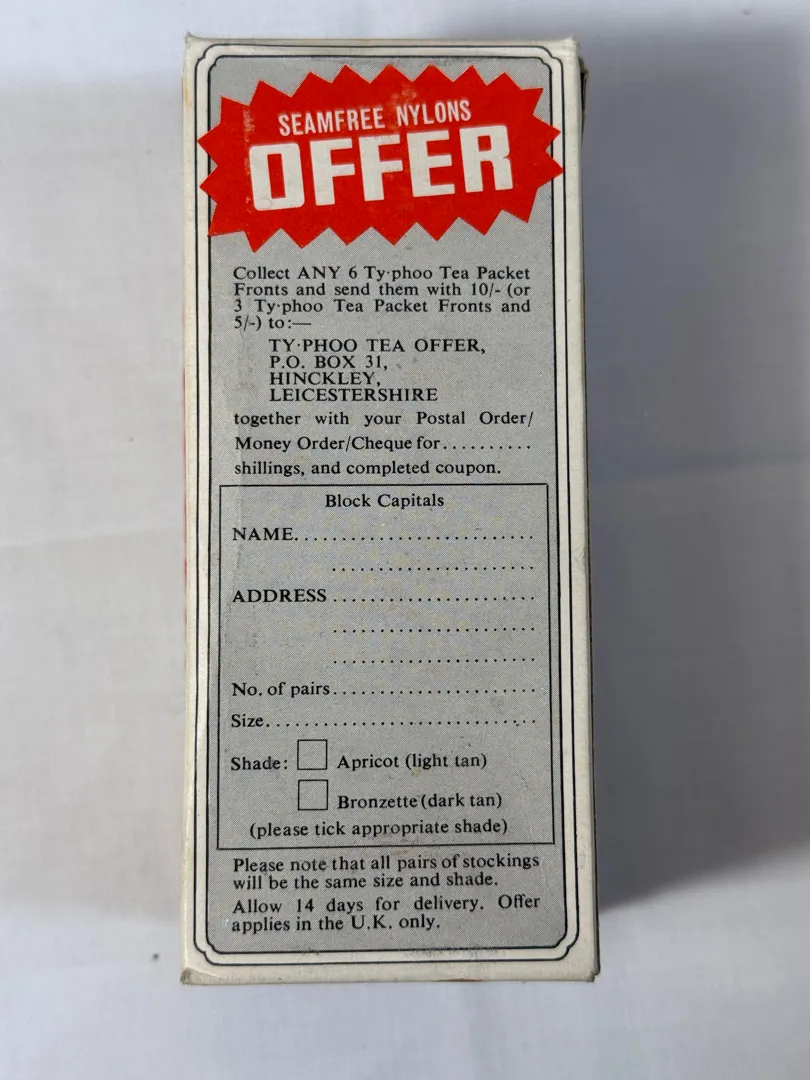 SEAMFREE NYLONS
OFFER
Collect ANY 6 Ty·phoo Tea Packet
Fronts and send them with 10/- (or
3 Ty·phoo Tea Packet Fronts and
5/-) to:—
TY·PHOO TEA OFFER,
P.O. BOX 31,
HINCKLEY,
LEICESTERSHIRE
together with your Postal Order/
Money Order/Cheque for..........
shillings, and completed coupon.
Block Capitals
NAME........................
.....................
ADDRESS.....................
.....................
.....................
No. of pairs.....................
Size............................
Shade: Apricot (light tan)
Bronzette (dark tan)
(please tick appropriate shade)
Please note that all pairs of stockings
will be the same size and shade.
Allow 14 days for delivery. Offer
applies in the U.K. only.